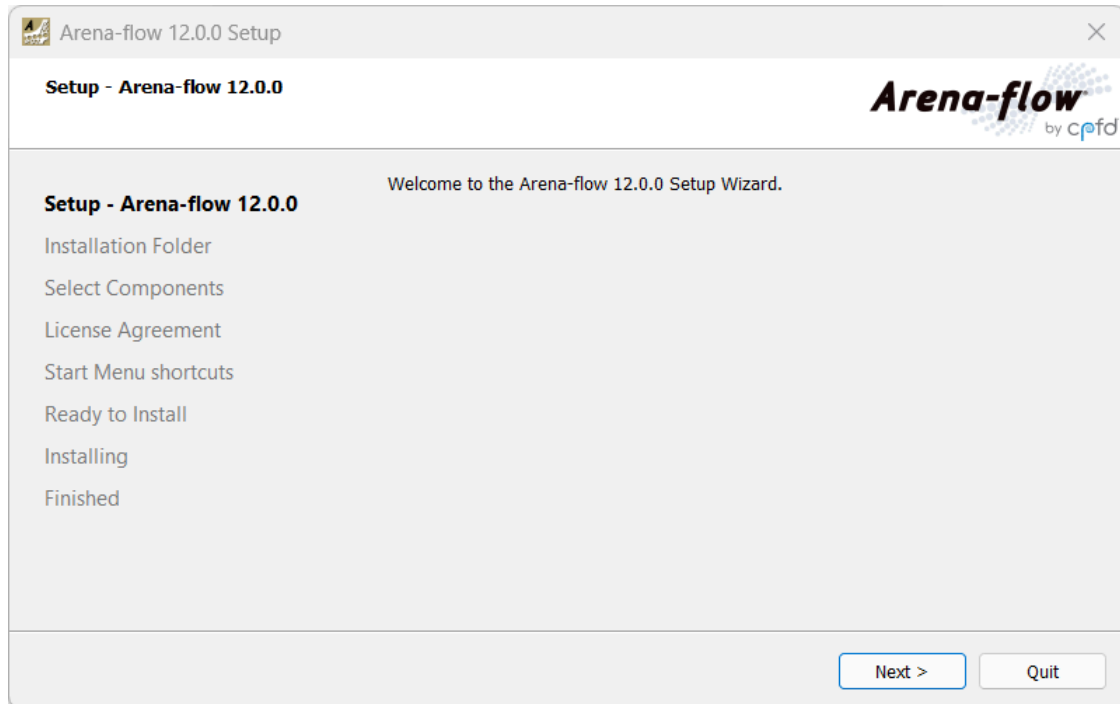 Arena-flow 12.0.0 Setup
Setup - Arena-flow 12.0.0
Arena-flow
by cpfd
Setup - Arena-flow 12.0.0
Installation Folder
Select Components
License Agreement
Start Menu shortcuts
Ready to Install
Installing
Finished
Welcome to the Arena-flow 12.0.0 Setup Wizard.
Next >
Quit